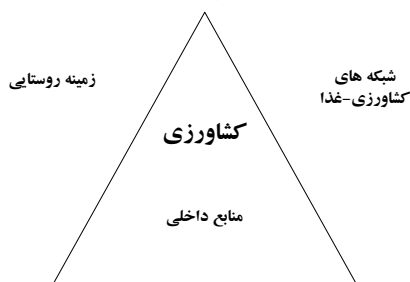 شبکه های
کشاورزی-غذا
زمینه روستایی
کشاورزی
منابع داخلی